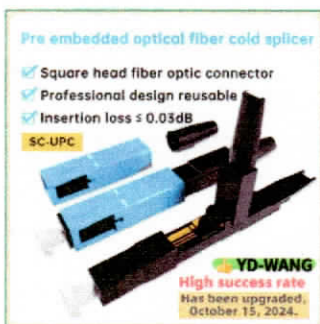 Pre embedded optical fiber cold splicer
Square head fiber optic connector
Professional design reusable
Insertion loss ≤ 0.03dB
SC-UPC
YD-WANG
High success rate
Has been upgraded,
October 15, 2024.